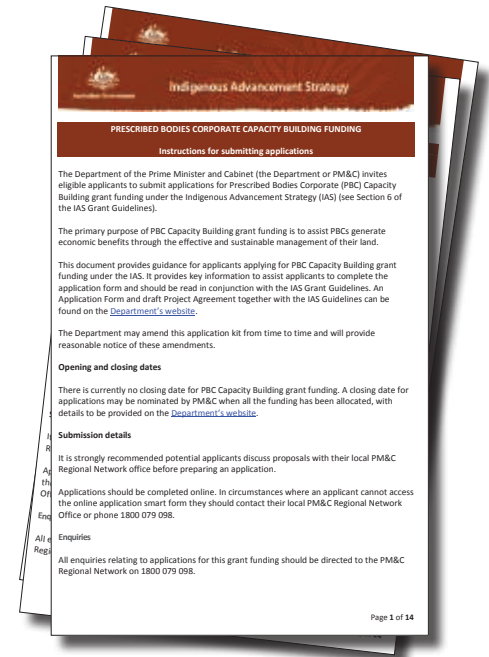 Australian Government
Indigenous Advancement Strategy
PRESCRIBED BODIES CORPORATE CAPACITY BUILDING FUNDING
Instructions for submitting applications
The Department of the Prime Minister and Cabinet (the Department or PM&C) invites
eligible applicants to submit applications for Prescribed Bodies Corporate (PBC) Capacity
Building grant funding under the Indigenous Advancement Strategy (IAS) (see Section 6 of
the IAS Grant Guidelines).
The primary purpose of PBC Capacity Building grant funding is to assist PBCs generate
economic benefits through the effective and sustainable management of their land.
This document provides guidance for applicants applying for PBC Capacity Building grant
funding under the IAS. It provides key information to assist applicants to complete the
application form and should be read in conjunction with the IAS Grant Guidelines. An
Application Form and draft Project Agreement together with the IAS Guidelines can be
found on the Department's website.
The Department may amend this application kit from time to time and will provide
reasonable notice of these amendments.
Opening and closing dates
There is currently no closing date for PBC Capacity Building grant funding. A closing date for
applications may be nominated by PM&C when all the funding has been allocated, with
details to be provided on the Department's website.
Submission details
It is strongly recommended potential applicants discuss proposals with their local PM&C
Regional Network office before preparing an application.
Applications should be completed online. In circumstances where an applicant cannot access
the online application smart form they should contact their local PM&C Regional Network
Office or phone 1800 079 098.
Enquiries
All enquiries relating to applications for this grant funding should be directed to the PM&C
Regional Network on 1800 079 098.
Page 1 of 14